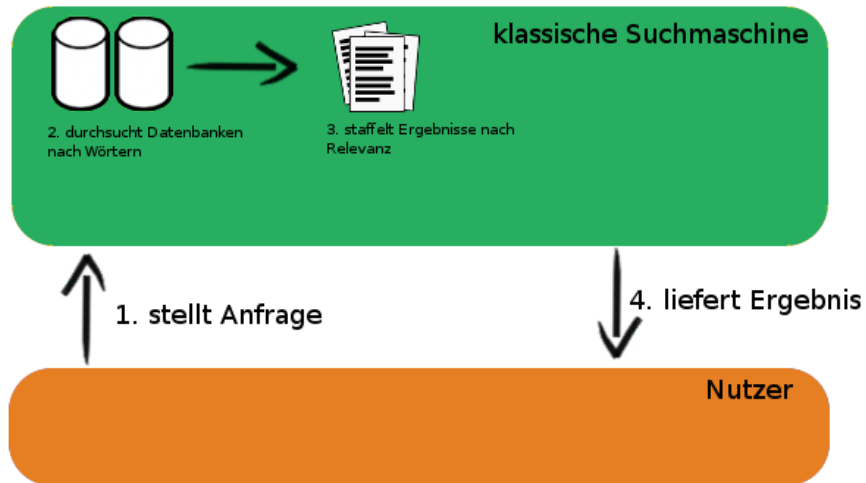 klassische Suchmaschine
2. durchsucht Datenbanken
nach Wörtern
3. staffelt Ergebnisse nach
Relevanz
1. stellt Anfrage
4. liefert Ergebnis
Nutzer